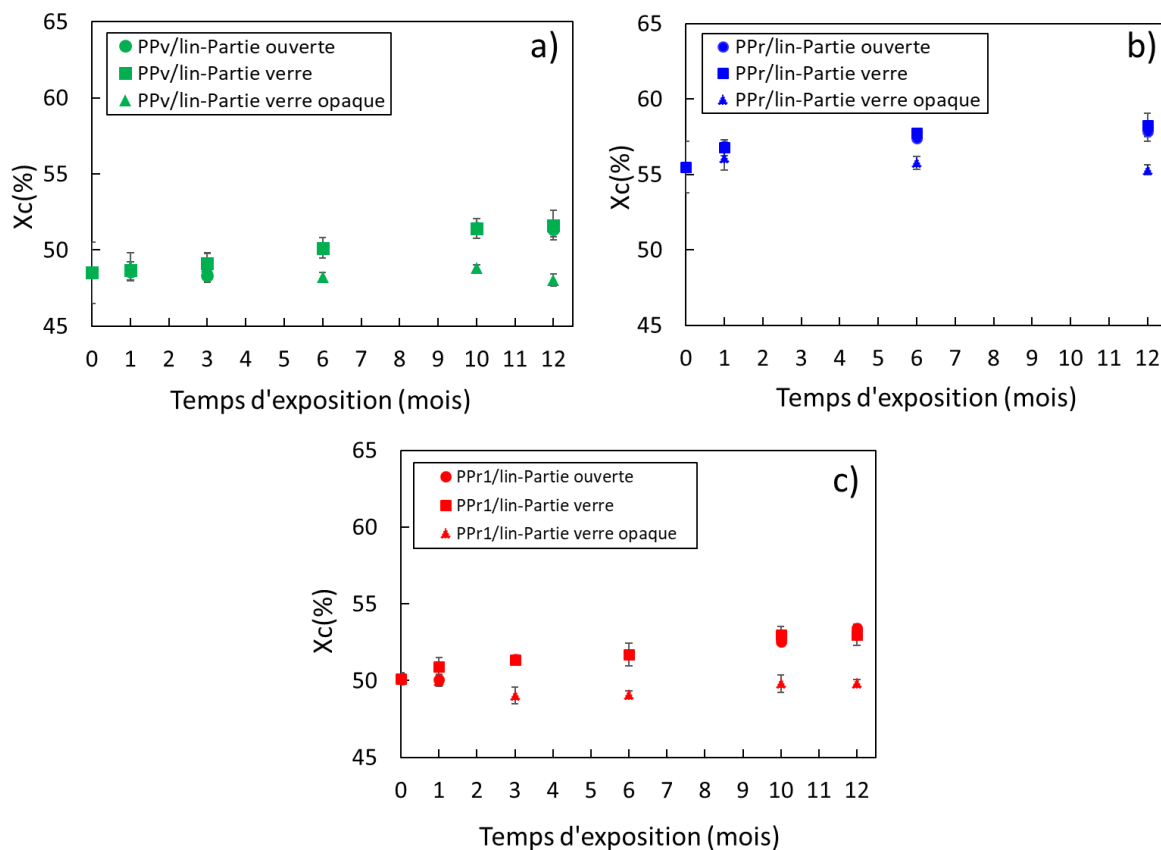 65
60
55
50
45
Xc(%)
PPv/lin-Partie ouverte
PPv/lin-Partie verre
PPv/lin-Partie verre opaque
a)
0 1 2 3 4 5 6 7 8 9 10 11 12
Temps d'exposition (mois)
65
60
55
50
45
Xc(%)
PPr/lin-Partie ouverte
PPr/lin-Partie verre
PPr/lin-Partie verre opaque
b)
0 1 2 3 4 5 6 7 8 9 10 11 12
Temps d'exposition (mois)
65
60
55
50
45
Xc(%)
PPr1/lin-Partie ouverte
PPr1/lin-Partie verre
PPr1/lin-Partie verre opaque
c)
0 1 2 3 4 5 6 7 8 9 10 11 12
Temps d'exposition (mois)